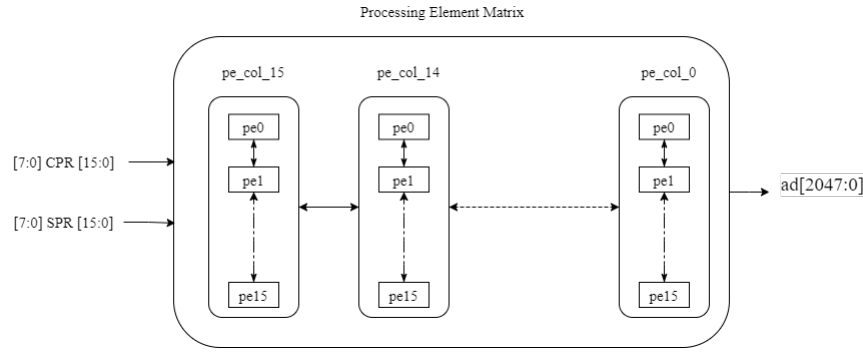 Processing Element Matrix
pe_col_15
pe_col_14
pe_col_0
pe0
pe0
pe0
[7:0] CPR [15:0]
pe1
pe1
pe1
ad[2047:0]
[7:0] SPR [15:0]
pe15
pe15
pe15